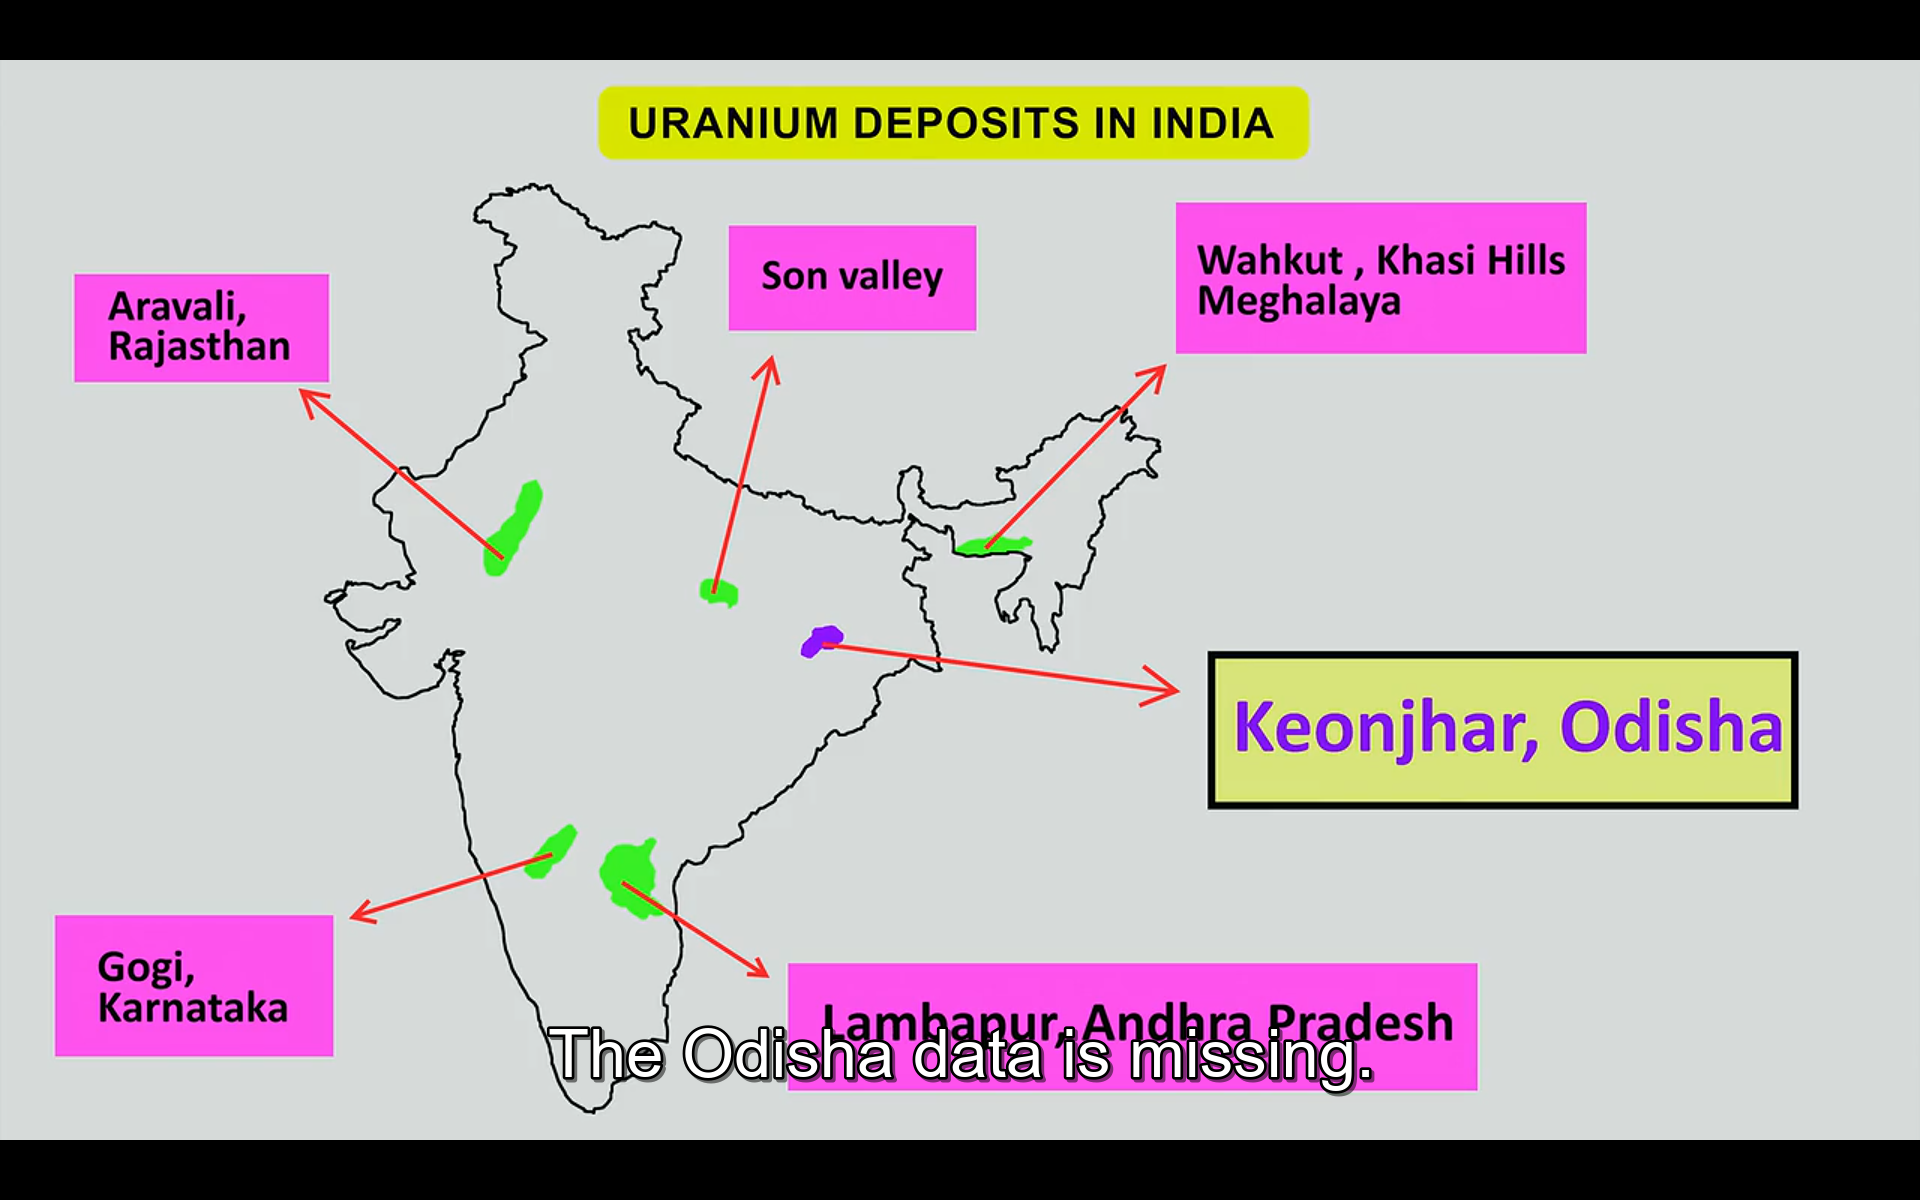 URANIUM DEPOSITS IN INDIA
Aravali,
Rajasthan
Son valley
Wahkut , Khasi Hills
Meghalaya
Keonjhar, Odisha
Gogi,
Karnataka
Lambapur, Andhra Pradesh
The Odisha data is missing.